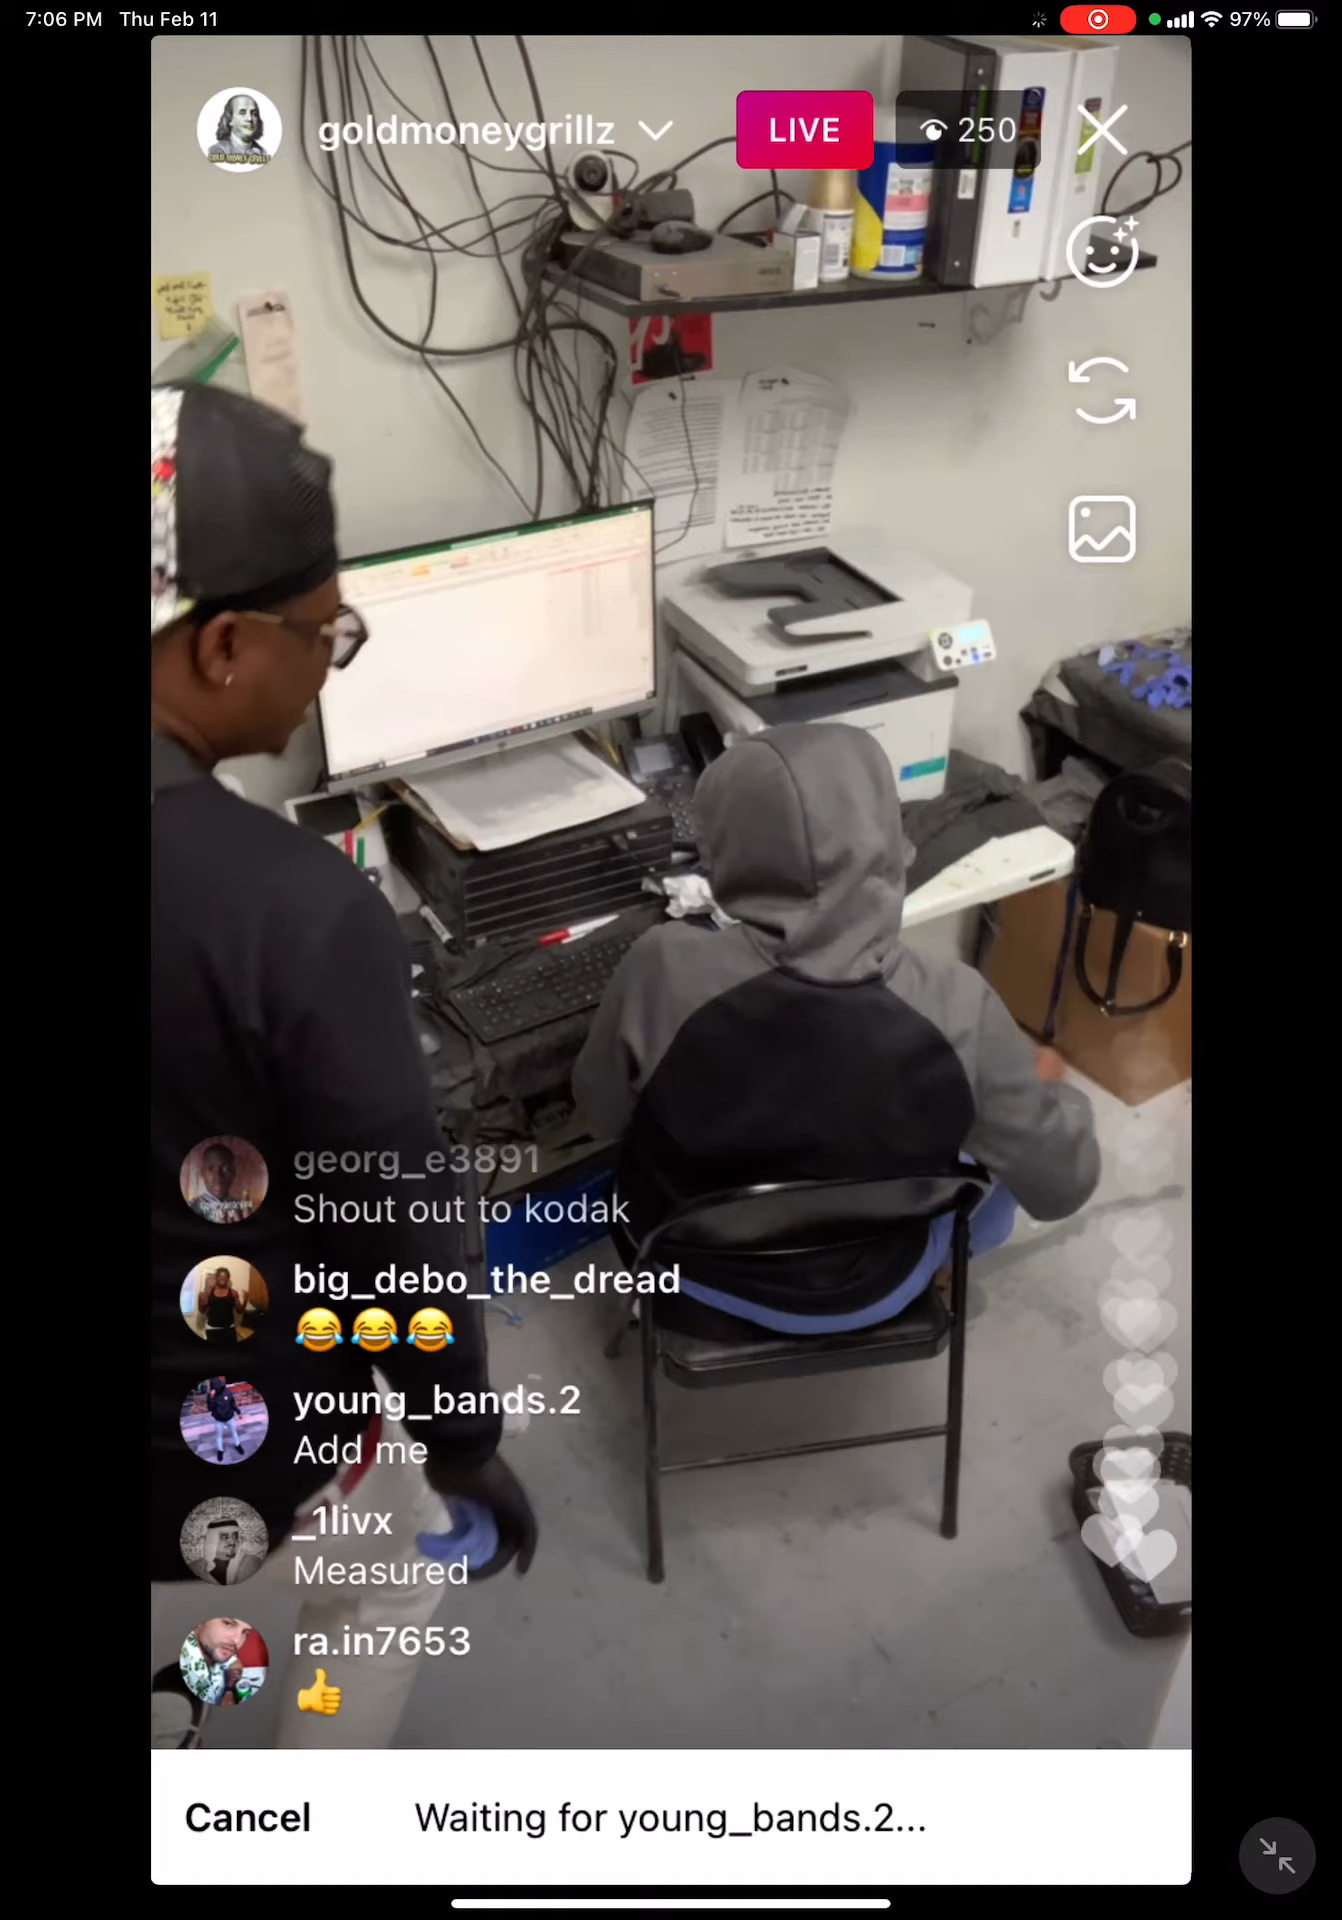 7:06 PM Thu Feb 11
97%
goldmoneygrillz
LIVE
250
georg_e3891
Shout out to kodak
big_debo_the_dread
😂😂😂
young_bands.2
Add me
_1livx
Measured
ra.in7653
👍
Cancel
Waiting for young_bands.2...